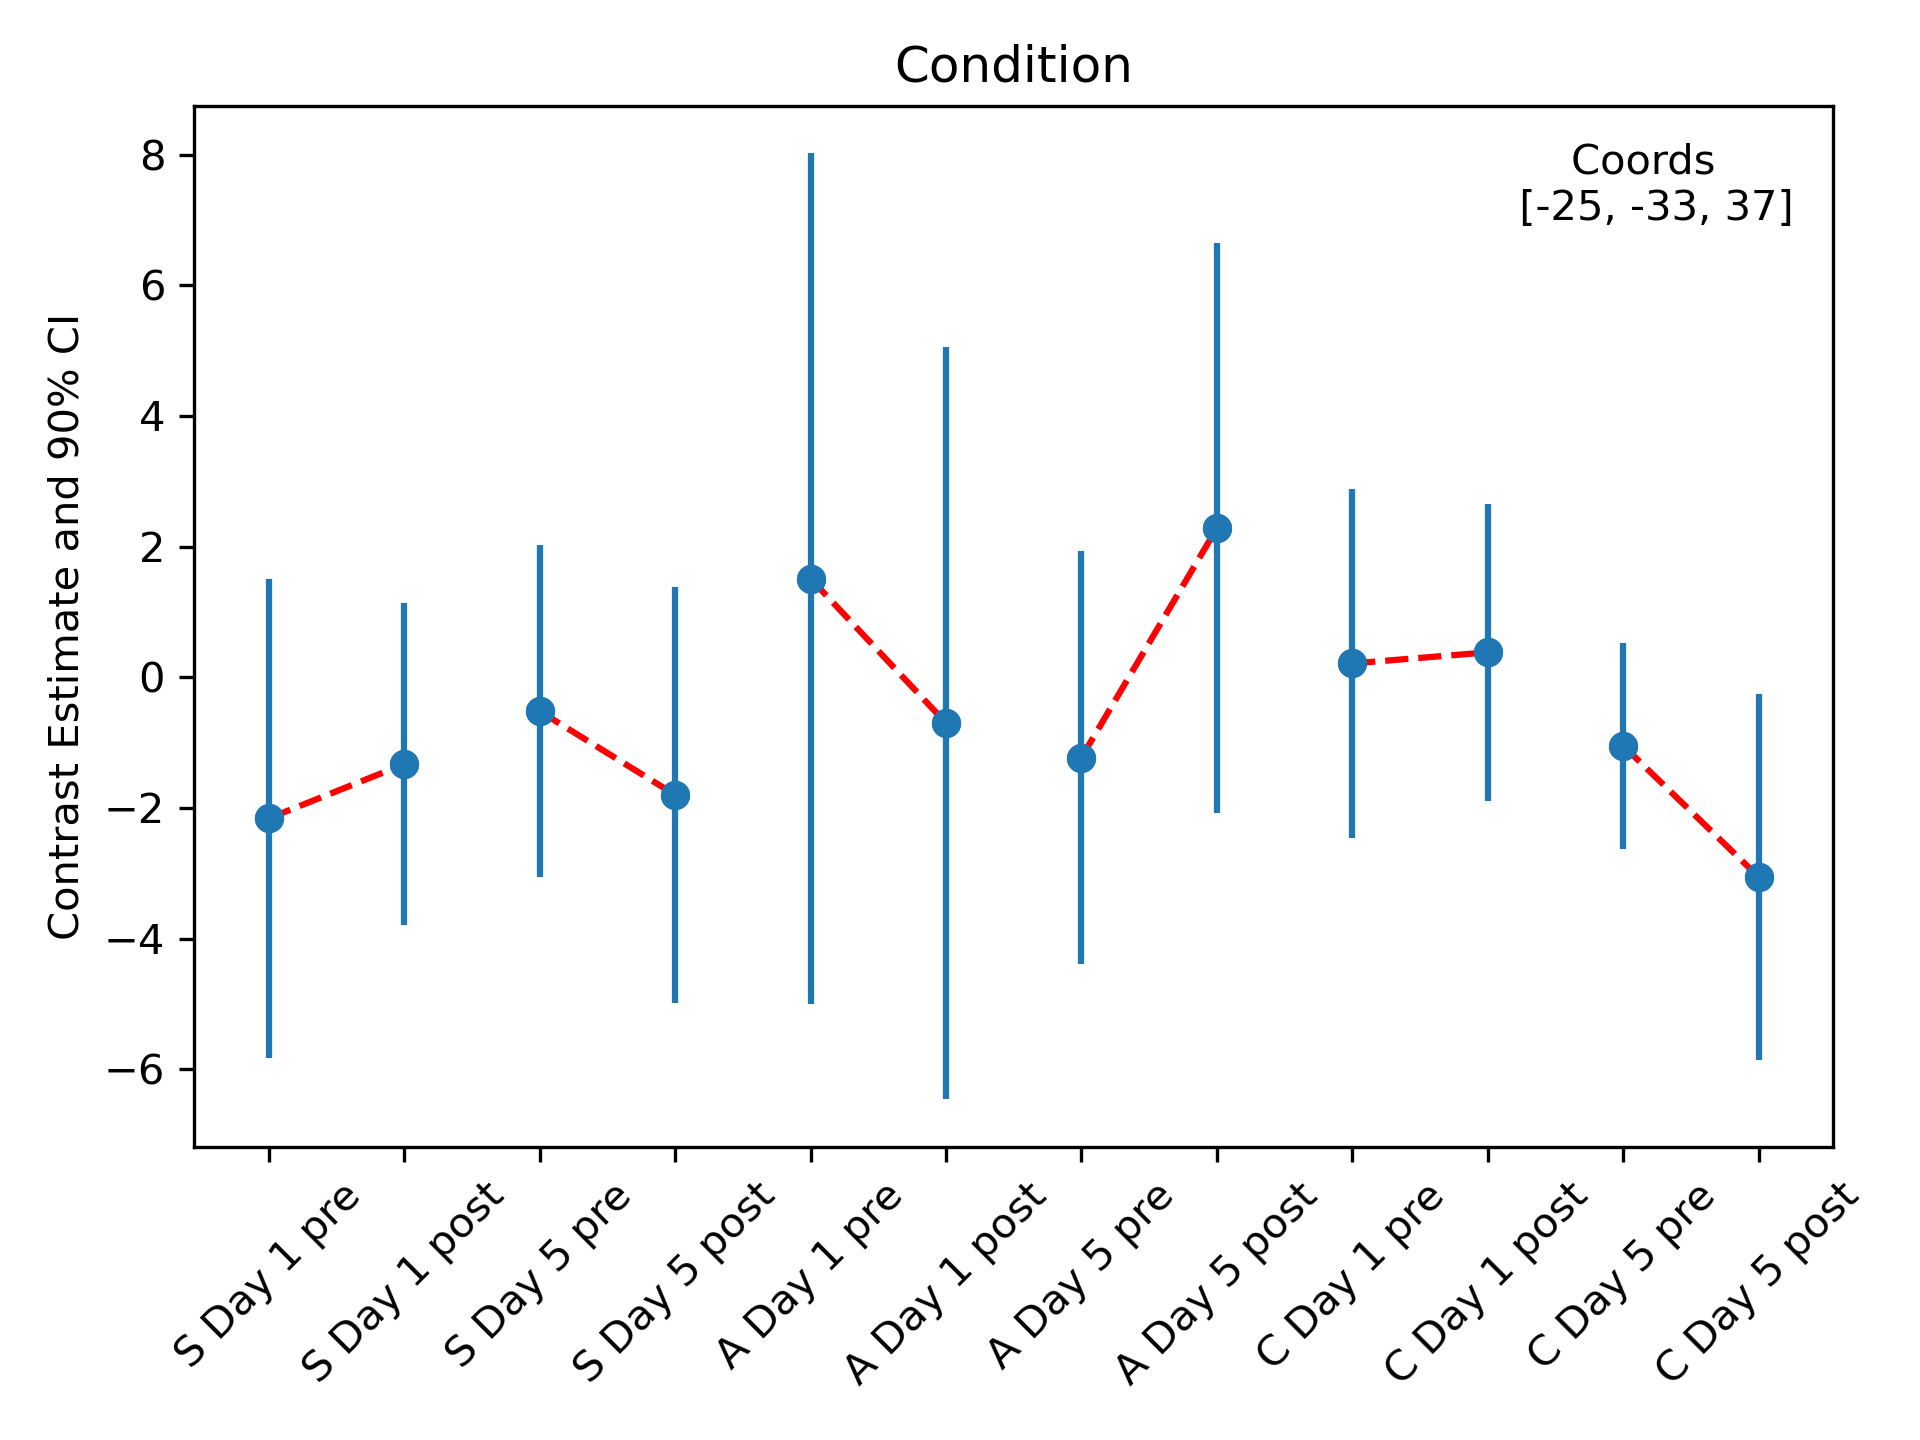 Condition
Coords
[-25, -33, 37]
Contrast Estimate and 90% CI
8
6
4
2
0
−2
−4
−6
S Day 1 pre
S Day 1 post
S Day 5 pre
S Day 5 post
A Day 1 pre
A Day 1 post
A Day 5 pre
A Day 5 post
C Day 1 pre
C Day 1 post
C Day 5 pre
C Day 5 post